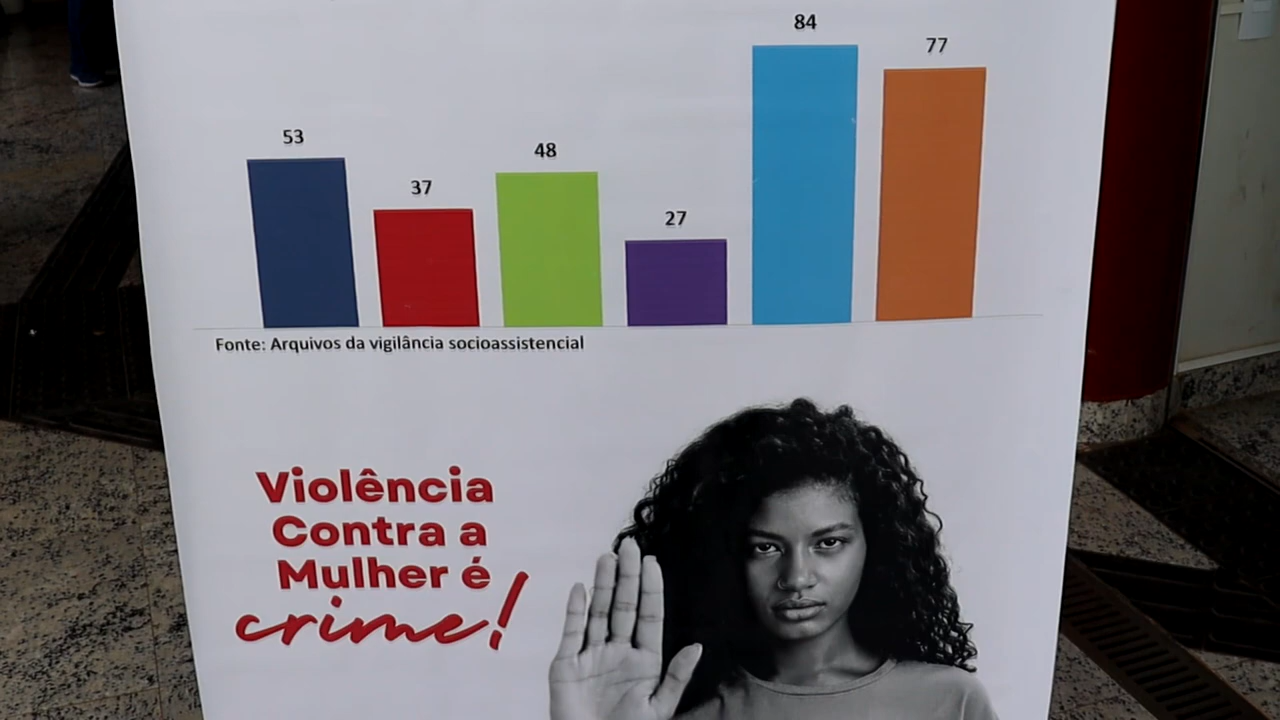 53
37
48
27
84
77
Fonte: Arquivos da vigilância socioassistencial
Violência
Contra a
Mulher é
crime!